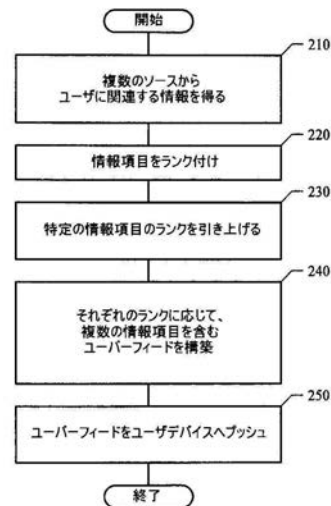 開始
210
複数のソースから
ユーザに関連する情報を得る
220
情報項目をランク付け
230
特定の情報項目のランクを引き上げる
240
それぞれのランクに応じて、
複数の情報項目を含む
ユーバーフィードを構築
250
ユーバーフィードをユーザデバイスへプッシュ
終了